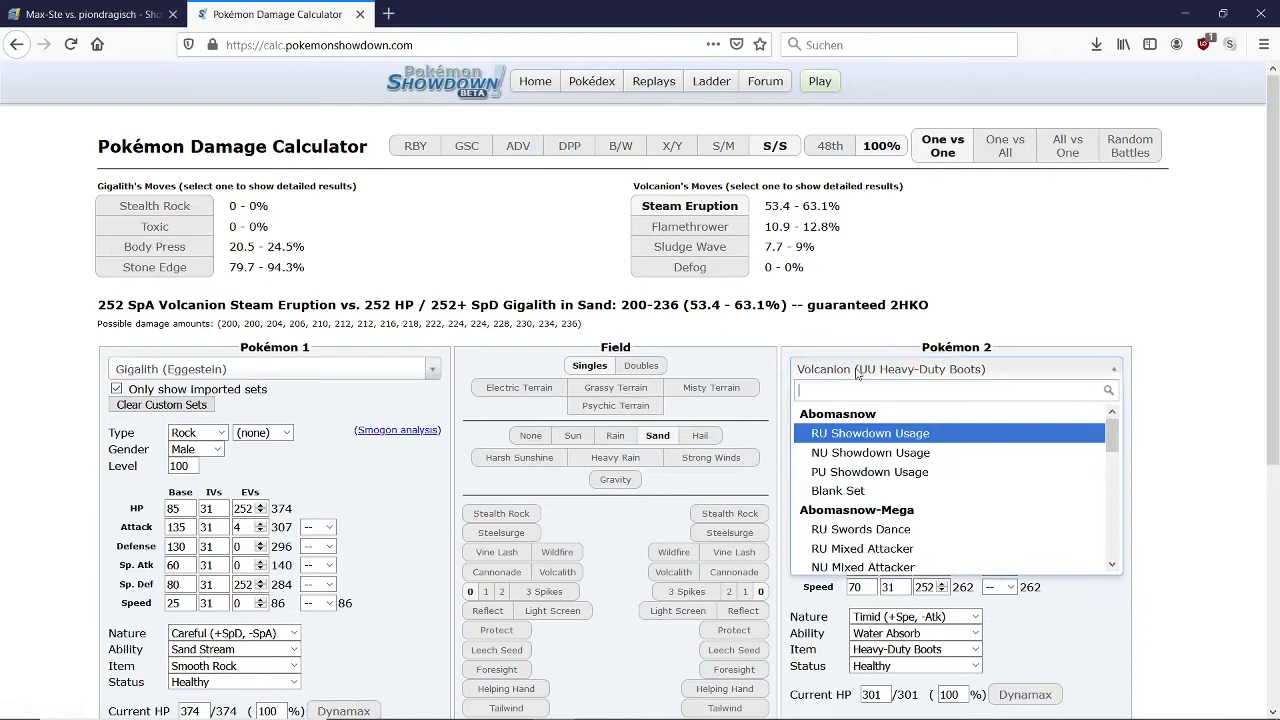 Max-Ste vs. piondragisch - Sho
Pokémon Damage Calculator
https://calc.pokemonshowdown.com
Suchen
1
Pokémon
SHOWDOWN!
BETA
Home
Pokédex
Replays
Ladder
Forum
Play
Pokémon Damage Calculator
RBY
GSC
ADV
DPP
B/W
X/Y
S/M
S/S
48th
100%
One vs
One
One vs
All
All vs
One
Random
Battles
Gigalith's Moves (select one to show detailed results)
Stealth Rock 0 - 0%
Toxic 0 - 0%
Body Press 20.5 - 24.5%
Stone Edge 79.7 - 94.3%
Volcanion's Moves (select one to show detailed results)
Steam Eruption 53.4 - 63.1%
Flamethrower 10.9 - 12.8%
Sludge Wave 7.7 - 9%
Defog 0 - 0%
252 SpA Volcanion Steam Eruption vs. 252 HP / 252+ SpD Gigalith in Sand: 200-236 (53.4 - 63.1%) -- guaranteed 2HKO
Possible damage amounts: (200, 200, 204, 206, 210, 212, 212, 216, 218, 222, 224, 224, 228, 230, 234, 236)
Pokémon 1
Gigalith (Eggestein)
Only show imported sets
Clear Custom Sets
Type Rock (none) (Smogon analysis)
Gender Male
Level 100
Base IVs EVs
HP 85 31 252 374
Attack 135 31 4 307 --
Defense 130 31 0 296 --
Sp. Atk 60 31 0 140 --
Sp. Def 80 31 252 284 --
Speed 25 31 0 86 -- 86
Nature Careful (+SpD, -SpA)
Ability Sand Stream
Item Smooth Rock
Status Healthy
Current HP 374 /374 ( 100 %) Dynamax
Field
Singles Doubles
Electric Terrain Grassy Terrain Misty Terrain
Psychic Terrain
None Sun Rain Sand Hail
Harsh Sunshine Heavy Rain Strong Winds
Gravity
Stealth Rock Stealth Rock
Steelsurge Steelsurge
Vine Lash Wildfire Wildfire Vine Lash
Cannonade Volcalith Volcalith Cannonade
0 1 2 3 Spikes 3 Spikes 2 1 0
Reflect Light Screen Light Screen Reflect
Protect Protect
Leech Seed Leech Seed
Foresight Foresight
Helping Hand Helping Hand
Tailwind Tailwind
Pokémon 2
Volcanion (UU Heavy-Duty Boots)
Abomasnow
RU Showdown Usage
NU Showdown Usage
PU Showdown Usage
Blank Set
Abomasnow-Mega
RU Swords Dance
RU Mixed Attacker
NU Mixed Attacker
Speed 70 31 252 262 -- 262
Nature Timid (+Spe, -Atk)
Ability Water Absorb
Item Heavy-Duty Boots
Status Healthy
Current HP 301 /301 ( 100 %) Dynamax